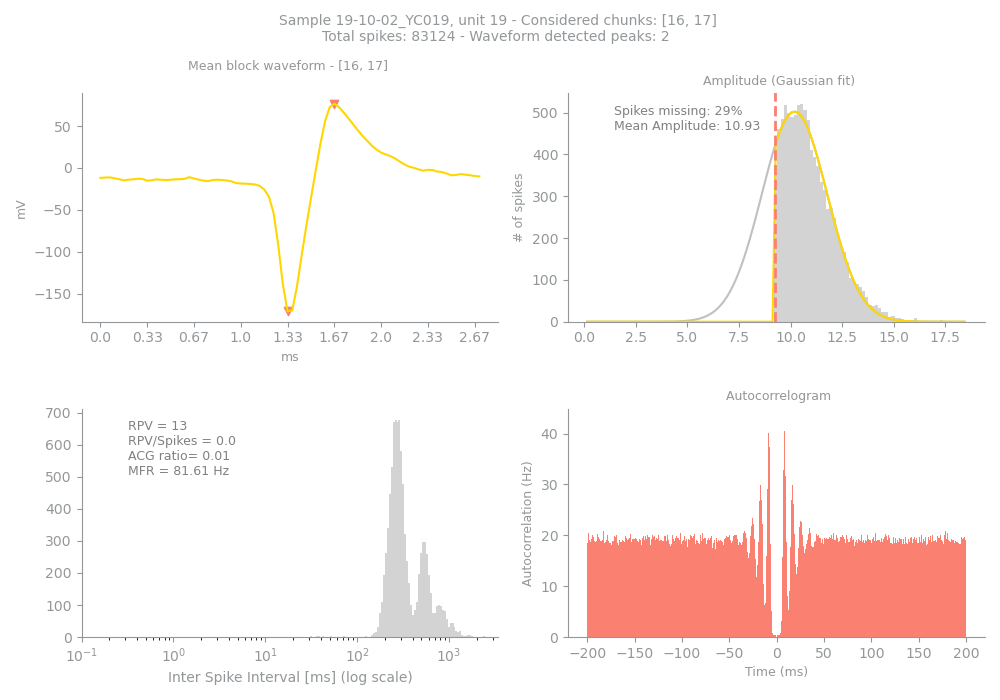 Sample 19-10-02_YC019, unit 19 - Considered chunks: [16, 17]
Total spikes: 83124 - Waveform detected peaks: 2
Mean block waveform - [16, 17]
50
0
−50
−100
−150
mV
0.0 0.33 0.67 1.0 1.33 1.67 2.0 2.33 2.67
ms
Amplitude (Gaussian fit)
Spikes missing: 29%
Mean Amplitude: 10.93
500
400
300
200
100
0
# of spikes
0.0 2.5 5.0 7.5 10.0 12.5 15.0 17.5
RPV = 13
RPV/Spikes = 0.0
ACG ratio= 0.01
MFR = 81.61 Hz
700
600
500
400
300
200
100
0
10⁻¹ 10⁰ 10¹ 10² 10³
Inter Spike Interval [ms] (log scale)
Autocorrelogram
40
30
20
10
0
Autocorrelation (Hz)
−200 −150 −100 −50 0 50 100 150 200
Time (ms)